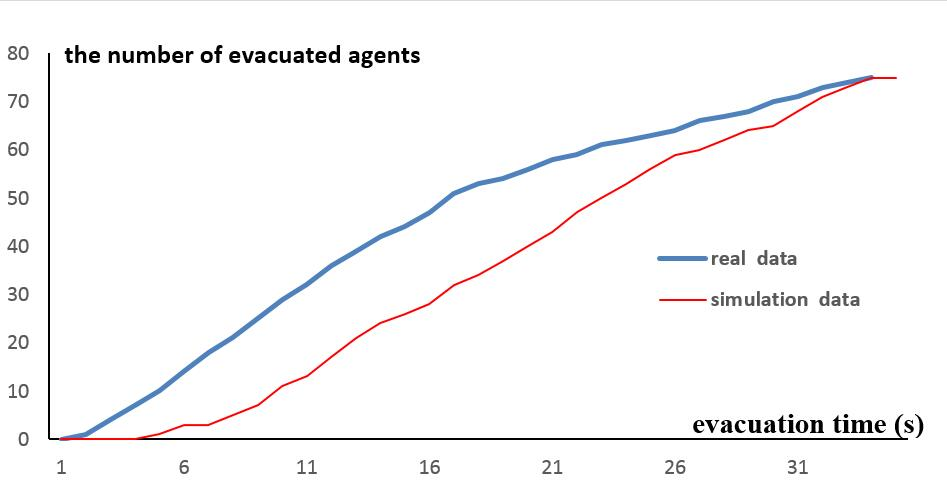 the number of evacuated agents
80
70
60
50
40
30
20
10
0
real data
simulation data
evacuation time (s)
1 6 11 16 21 26 31